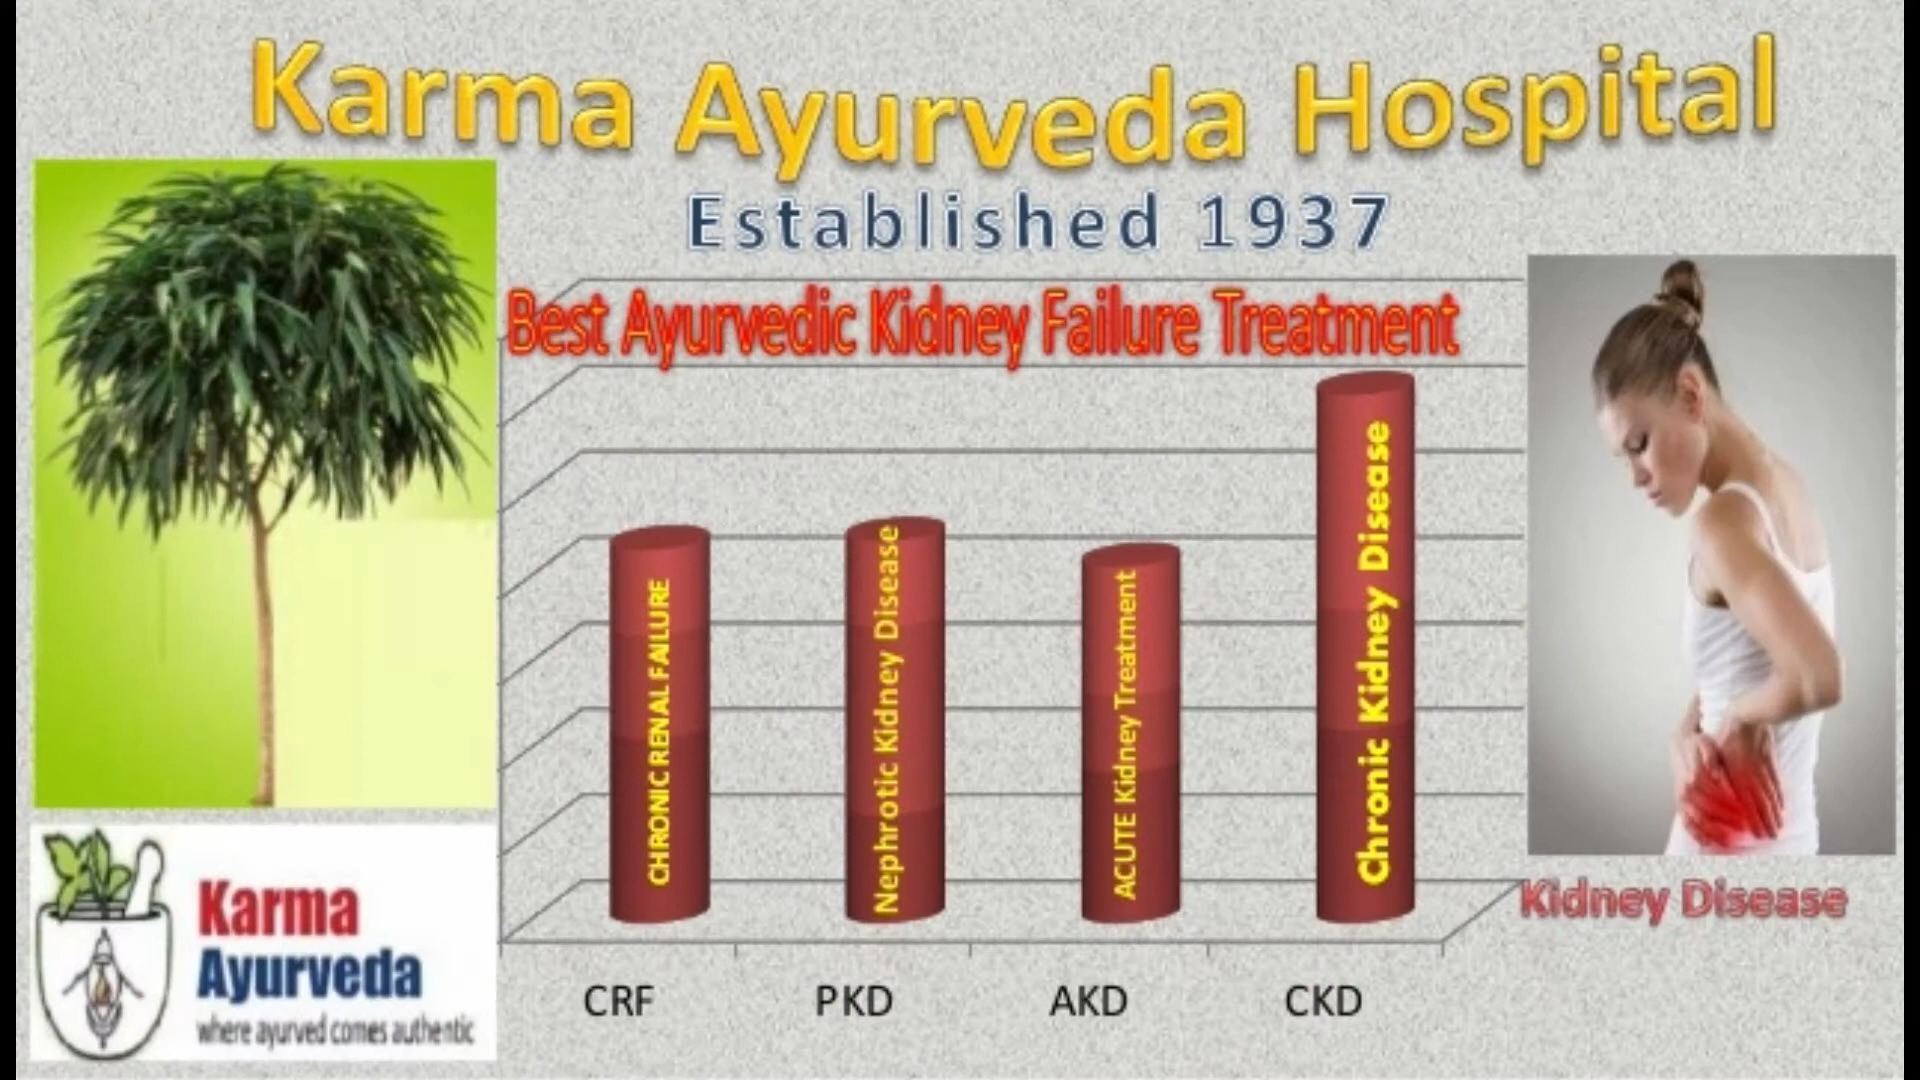 Karma Ayurveda Hospital
Established 1937
Best Ayurvedic Kidney Failure Treatment
CHRONIC RENAL FAILURE
Nephrotic Kidney Disease
ACUTE Kidney Treatment
Chronic Kidney Disease
Kidney Disease
CRF
PKD
AKD
CKD
Karma
Ayurveda
where ayurved comes authentic